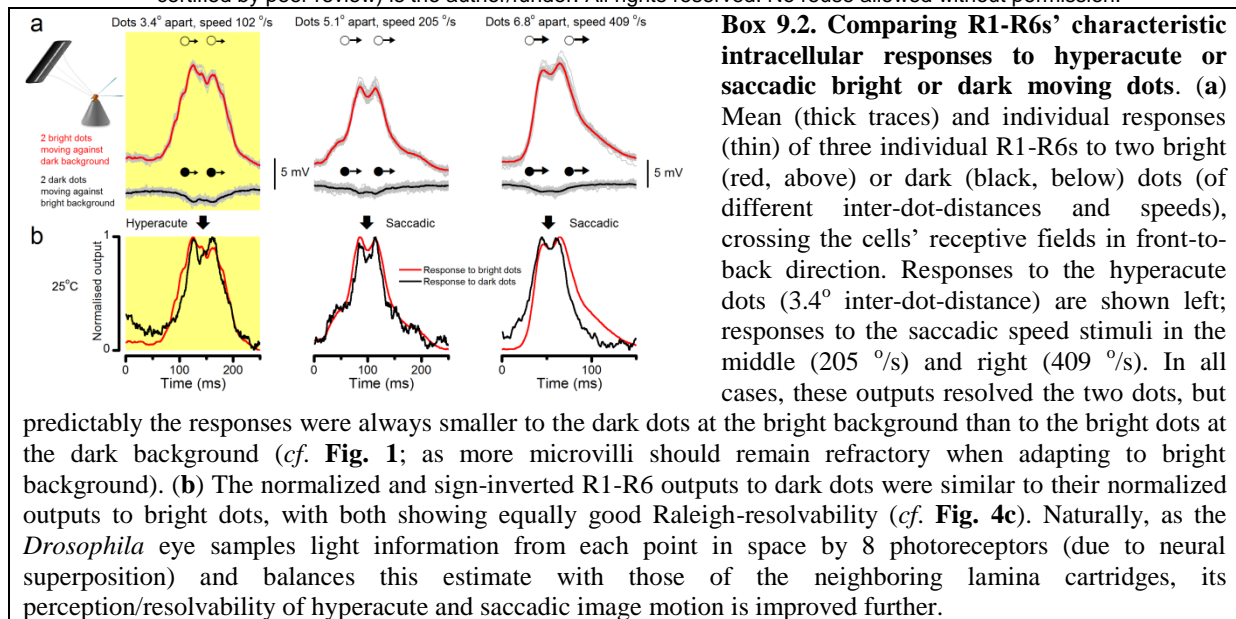 certified by peer review) is the author/funder. All rights reserved. No reuse allowed without permission.
a
Dots 3.4° apart, speed 102 °/s
Dots 5.1° apart, speed 205 °/s
Dots 6.8° apart, speed 409 °/s
2 bright dots
moving against
dark background
2 dark dots
moving against
bright background
5 mV
5 mV
b
Hyperacute
Saccadic
Saccadic
25°C
Normalised output
1
0
Response to bright dots
Response to dark dots
0 100 200
Time (ms)
0 100 200
Time (ms)
0 100
Time (ms)
Box 9.2. Comparing R1-R6s’ characteristic
intracellular responses to hyperacute or
saccadic bright or dark moving dots. (a)
Mean (thick traces) and individual responses
(thin) of three individual R1-R6s to two bright
(red, above) or dark (black, below) dots (of
different inter-dot-distances and speeds),
crossing the cells’ receptive fields in front-to-
back direction. Responses to the hyperacute
dots (3.4° inter-dot-distance) are shown left;
responses to the saccadic speed stimuli in the
middle (205 °/s) and right (409 °/s). In all
cases, these outputs resolved the two dots, but
predictably the responses were always smaller to the dark dots at the bright background than to the bright dots at
the dark background (cf. Fig. 1; as more microvilli should remain refractory when adapting to bright
background). (b) The normalized and sign-inverted R1-R6 outputs to dark dots were similar to their normalized
outputs to bright dots, with both showing equally good Raleigh-resolvability (cf. Fig. 4c). Naturally, as the
Drosophila eye samples light information from each point in space by 8 photoreceptors (due to neural
superposition) and balances this estimate with those of the neighboring lamina cartridges, its
perception/resolvability of hyperacute and saccadic image motion is improved further.